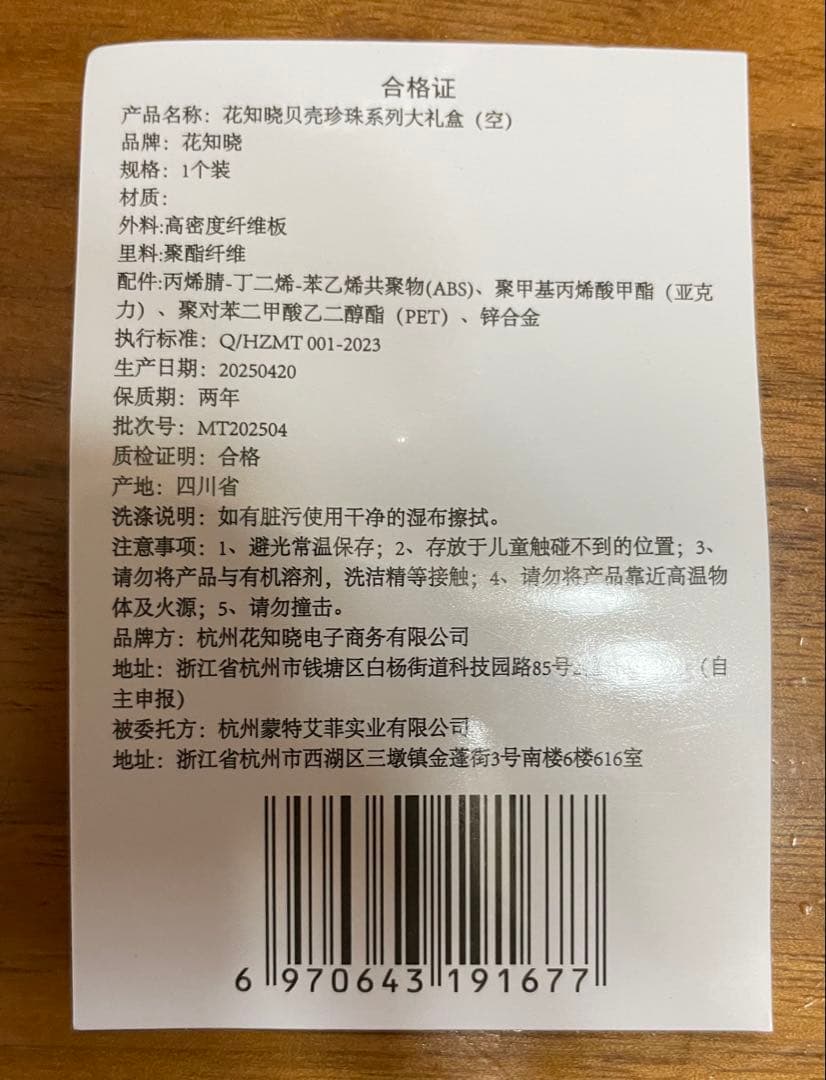 合格证
产品名称：花知晓贝壳珍珠系列大礼盒（空）
品牌：花知晓
规格：1个装
材质：
外料:高密度纤维板
里料:聚酯纤维
配件:丙烯腈-丁二烯-苯乙烯共聚物(ABS)、聚甲基丙烯酸甲酯（亚克
力）、聚对苯二甲酸乙二醇酯（PET）、锌合金
执行标准：Q/HZMT 001-2023
生产日期：20250420
保质期：两年
批次号：MT202504
质检证明：合格
产地：四川省
洗涤说明：如有脏污使用干净的湿布擦拭。
注意事项：1、避光常温保存；2、存放于儿童触碰不到的位置；3、
请勿将产品与有机溶剂，洗洁精等接触；4、请勿将产品靠近高温物
体及火源；5、请勿撞击。
品牌方：杭州花知晓电子商务有限公司
地址：浙江省杭州市钱塘区白杨街道科技园路85号（自
主申报）
被委托方：杭州蒙特艾菲实业有限公司
地址：浙江省杭州市西湖区三墩镇金蓬街3号南楼6楼616室
6 970643 191677